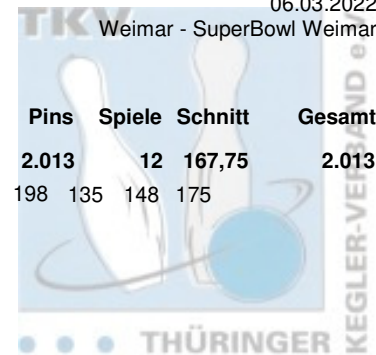 06.03.2022
TKV
Weimar - SuperBowl Weimar
Pins Spiele Schnitt Gesamt
2.013 12 167,75 2.013
198 135 148 175
THÜRINGER
KEGLER-VERBAND e.V.